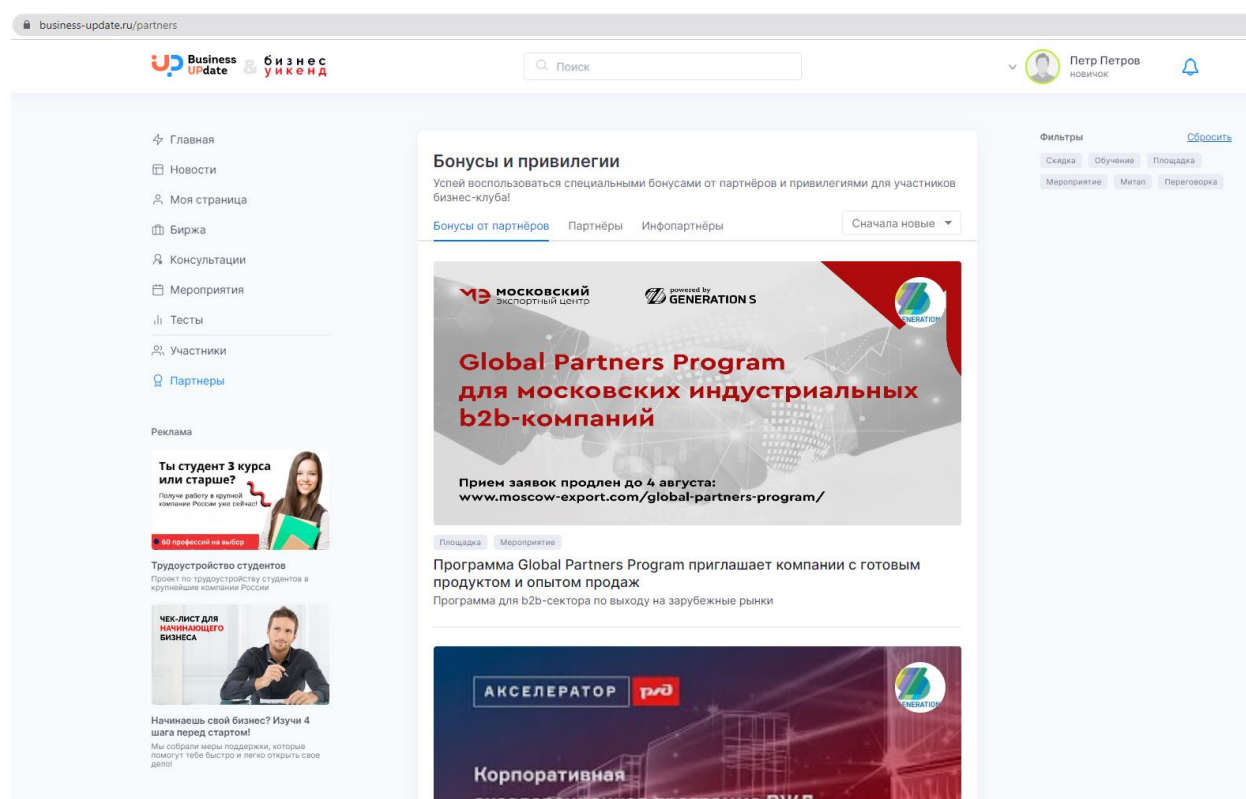 business-update.ru/partners
Business
UPdate
&
бизнес
уикенд
Поиск
Петр Петров
новичок
Главная
Новости
Моя страница
Биржа
Консультации
Мероприятия
Тесты
Участники
Партнеры
Реклама
Ты студент 3 курса
или старше?
Получи работу в крупной
компании России уже сейчас!
60 профессий на выбор
Трудоустройство студентов
Проект по трудоустройству студентов в
крупнейшие компании России
ЧЕК-ЛИСТ ДЛЯ
НАЧИНАЮЩЕГО
БИЗНЕСА
Начинаешь свой бизнес? Изучи 4
шага перед стартом!
Мы собрали меры поддержки, которые
помогут тебе быстро и легко открыть свое
дело!
Бонусы и привилегии
Успей воспользоваться специальными бонусами от партнёров и привилегиями для участников
бизнес-клуба!
Бонусы от партнёров Партнёры Инфопартнёры Сначала новые
МЭ московский
экспортный центр
powered by
GENERATION S
ENERATION
Global Partners Program
для московских индустриальных
b2b-компаний
Прием заявок продлен до 4 августа:
www.moscow-export.com/global-partners-program/
Площадка Мероприятие
Программа Global Partners Program приглашает компании с готовым
продуктом и опытом продаж
Программа для b2b-сектора по выходу на зарубежные рынки
АКСЕЛЕРАТОР ржд
ENERATION
Корпоративная
Фильтры Сбросить
Скидка Обучение Площадка
Мероприятие Митап Переговорка